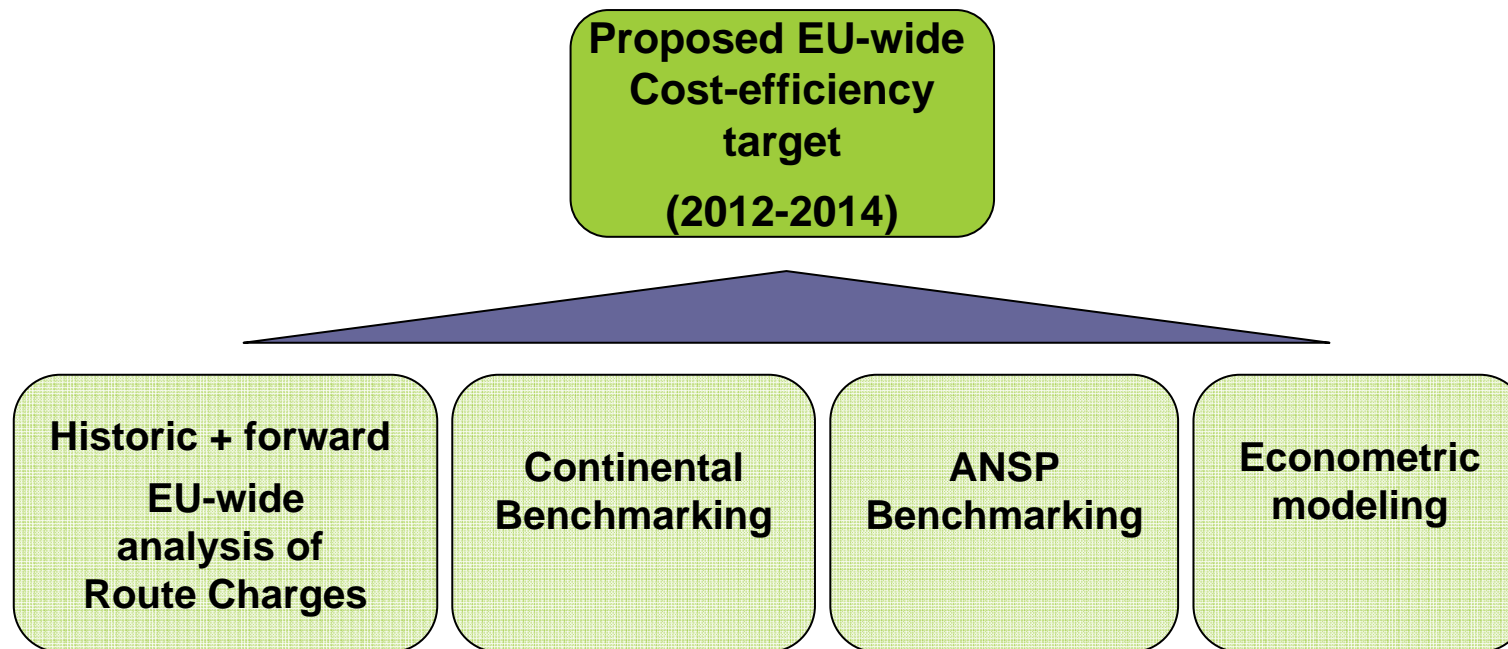 Proposed EU-wide
Cost-efficiency
target
(2012-2014)
Historic + forward
EU-wide
analysis of
Route Charges
Continental
Benchmarking
ANSP
Benchmarking
Econometric
modeling